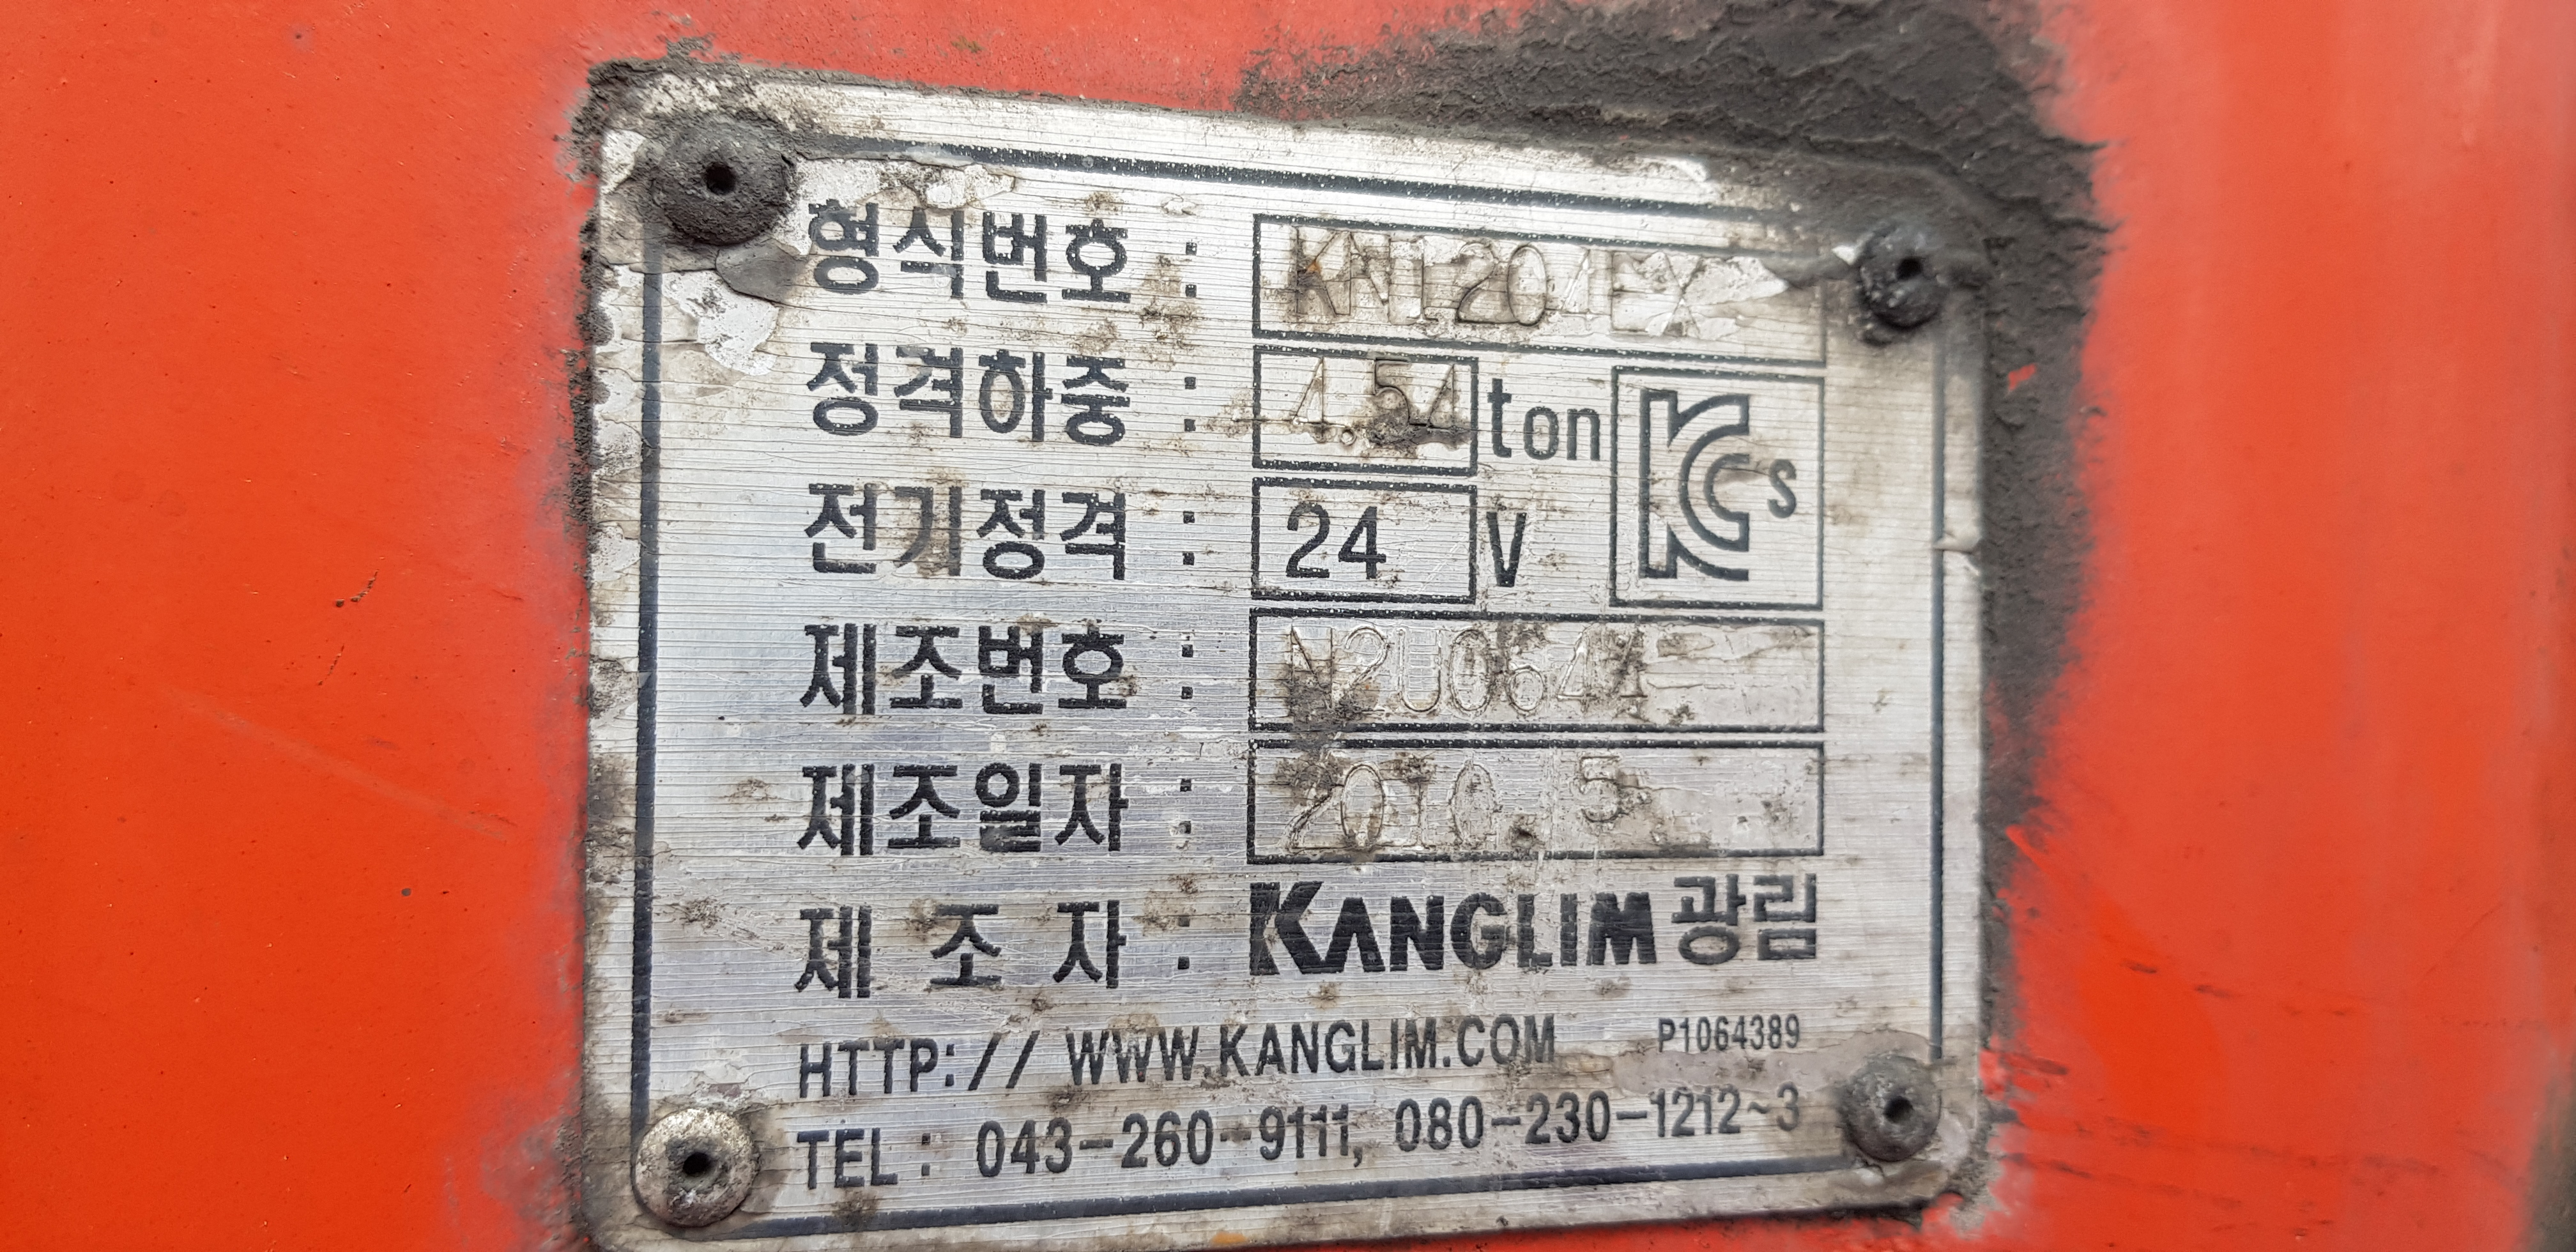 형식번호 : KN1204EX
정격하중 : 4.54 ton
전기정격 : 24 V
KCs
제조번호 :
제조일자 : 2010. 5
제 조 자 : KANGLIM 광림
HTTP:// WWW.KANGLIM.COM P1064389
TEL : 043-260-9111, 080-230-1212~3